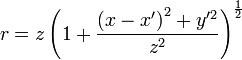 r = z \left( 1 + \frac{(x - x')^2 + y'^2}{z^2} \right)^{\frac{1}{2}}